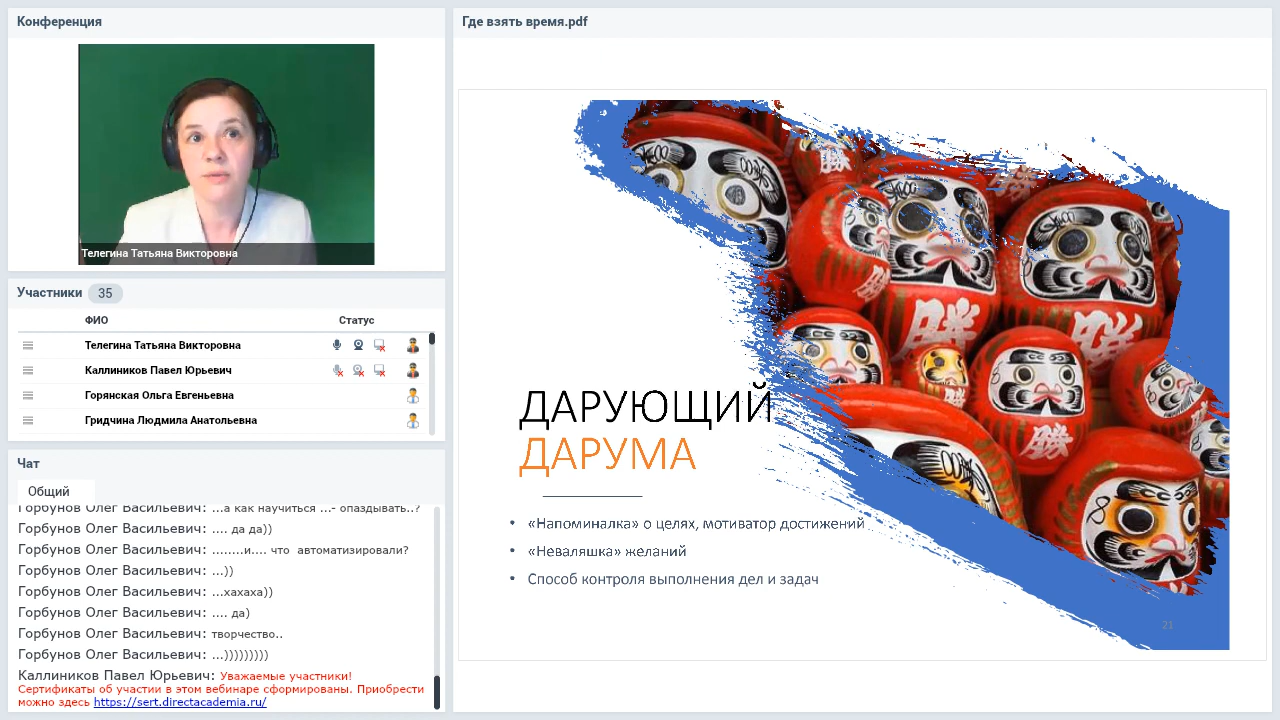 Конференция
Телегина Татьяна Викторовна
Участники 35
ФИО Статус
Телегина Татьяна Викторовна
Каллиников Павел Юрьевич
Горянская Ольга Евгеньевна
Гридчина Людмила Анатольевна
Чат
Общий
Горбунов Олег Васильевич: ...а как научиться ...- опаздывать..?
Горбунов Олег Васильевич: .... да да))
Горбунов Олег Васильевич: ........и.... что автоматизировали?
Горбунов Олег Васильевич: ...))
Горбунов Олег Васильевич: ...хахаха))
Горбунов Олег Васильевич: .... да)
Горбунов Олег Васильевич: творчество..
Горбунов Олег Васильевич: ...)))))))))
Каллиников Павел Юрьевич: Уважаемые участники!
Сертификаты об участии в этом вебинаре сформированы. Приобрести
можно здесь https://sert.directacademia.ru/
Где взять время.pdf
勝
勝
勝
ДАРУЮЩИЙ
ДАРУМА
• «Напоминалка» о целях, мотиватор достижений
• «Неваляшка» желаний
• Способ контроля выполнения дел и задач
21